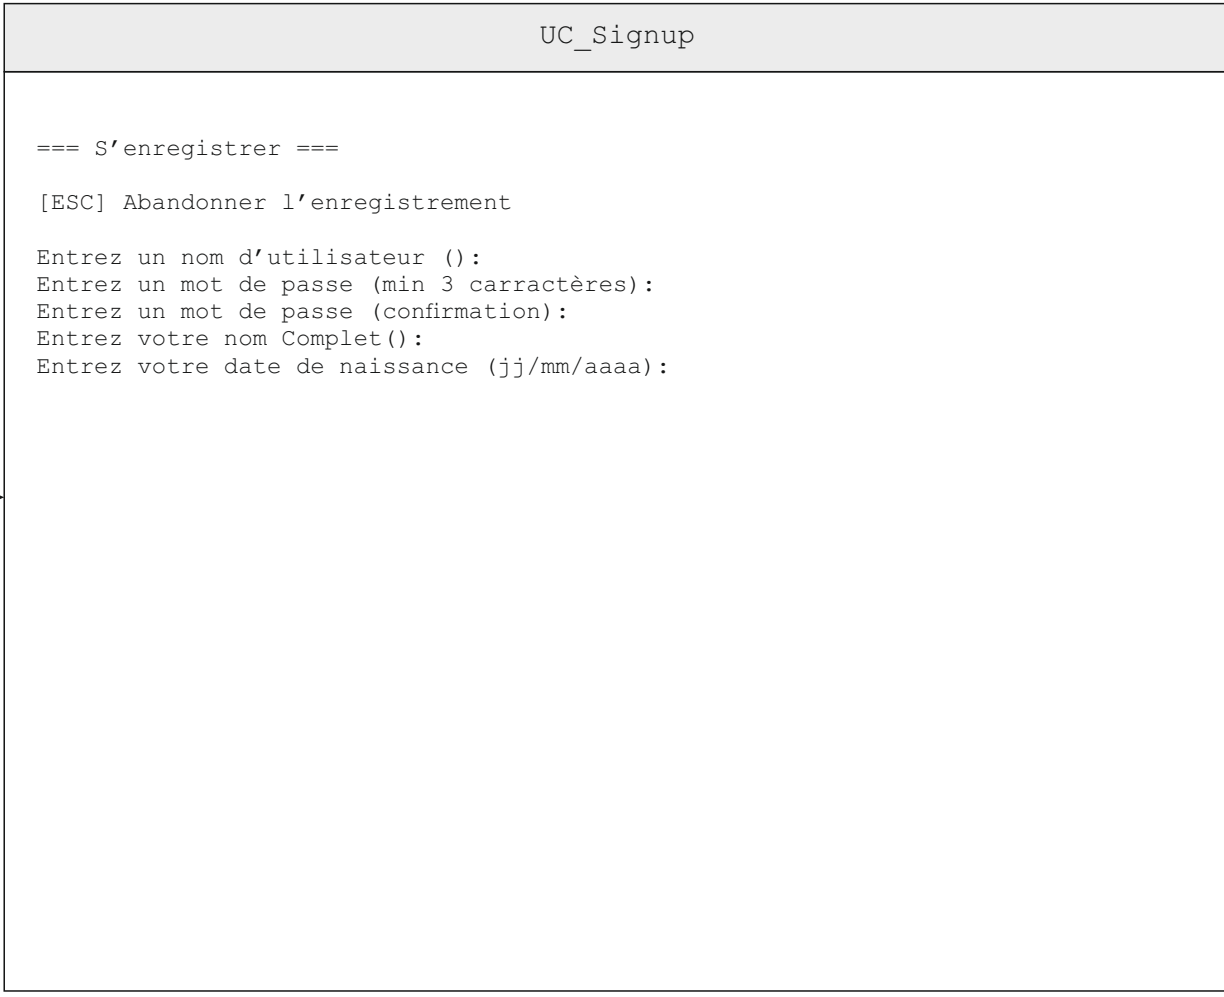 UC_Signup
=== S'enregistrer ===
[ESC] Abandonner l'enregistrement
Entrez un nom d'utilisateur ():
Entrez un mot de passe (min 3 carractères):
Entrez un mot de passe (confirmation):
Entrez votre nom Complet():
Entrez votre date de naissance (jj/mm/aaaa):